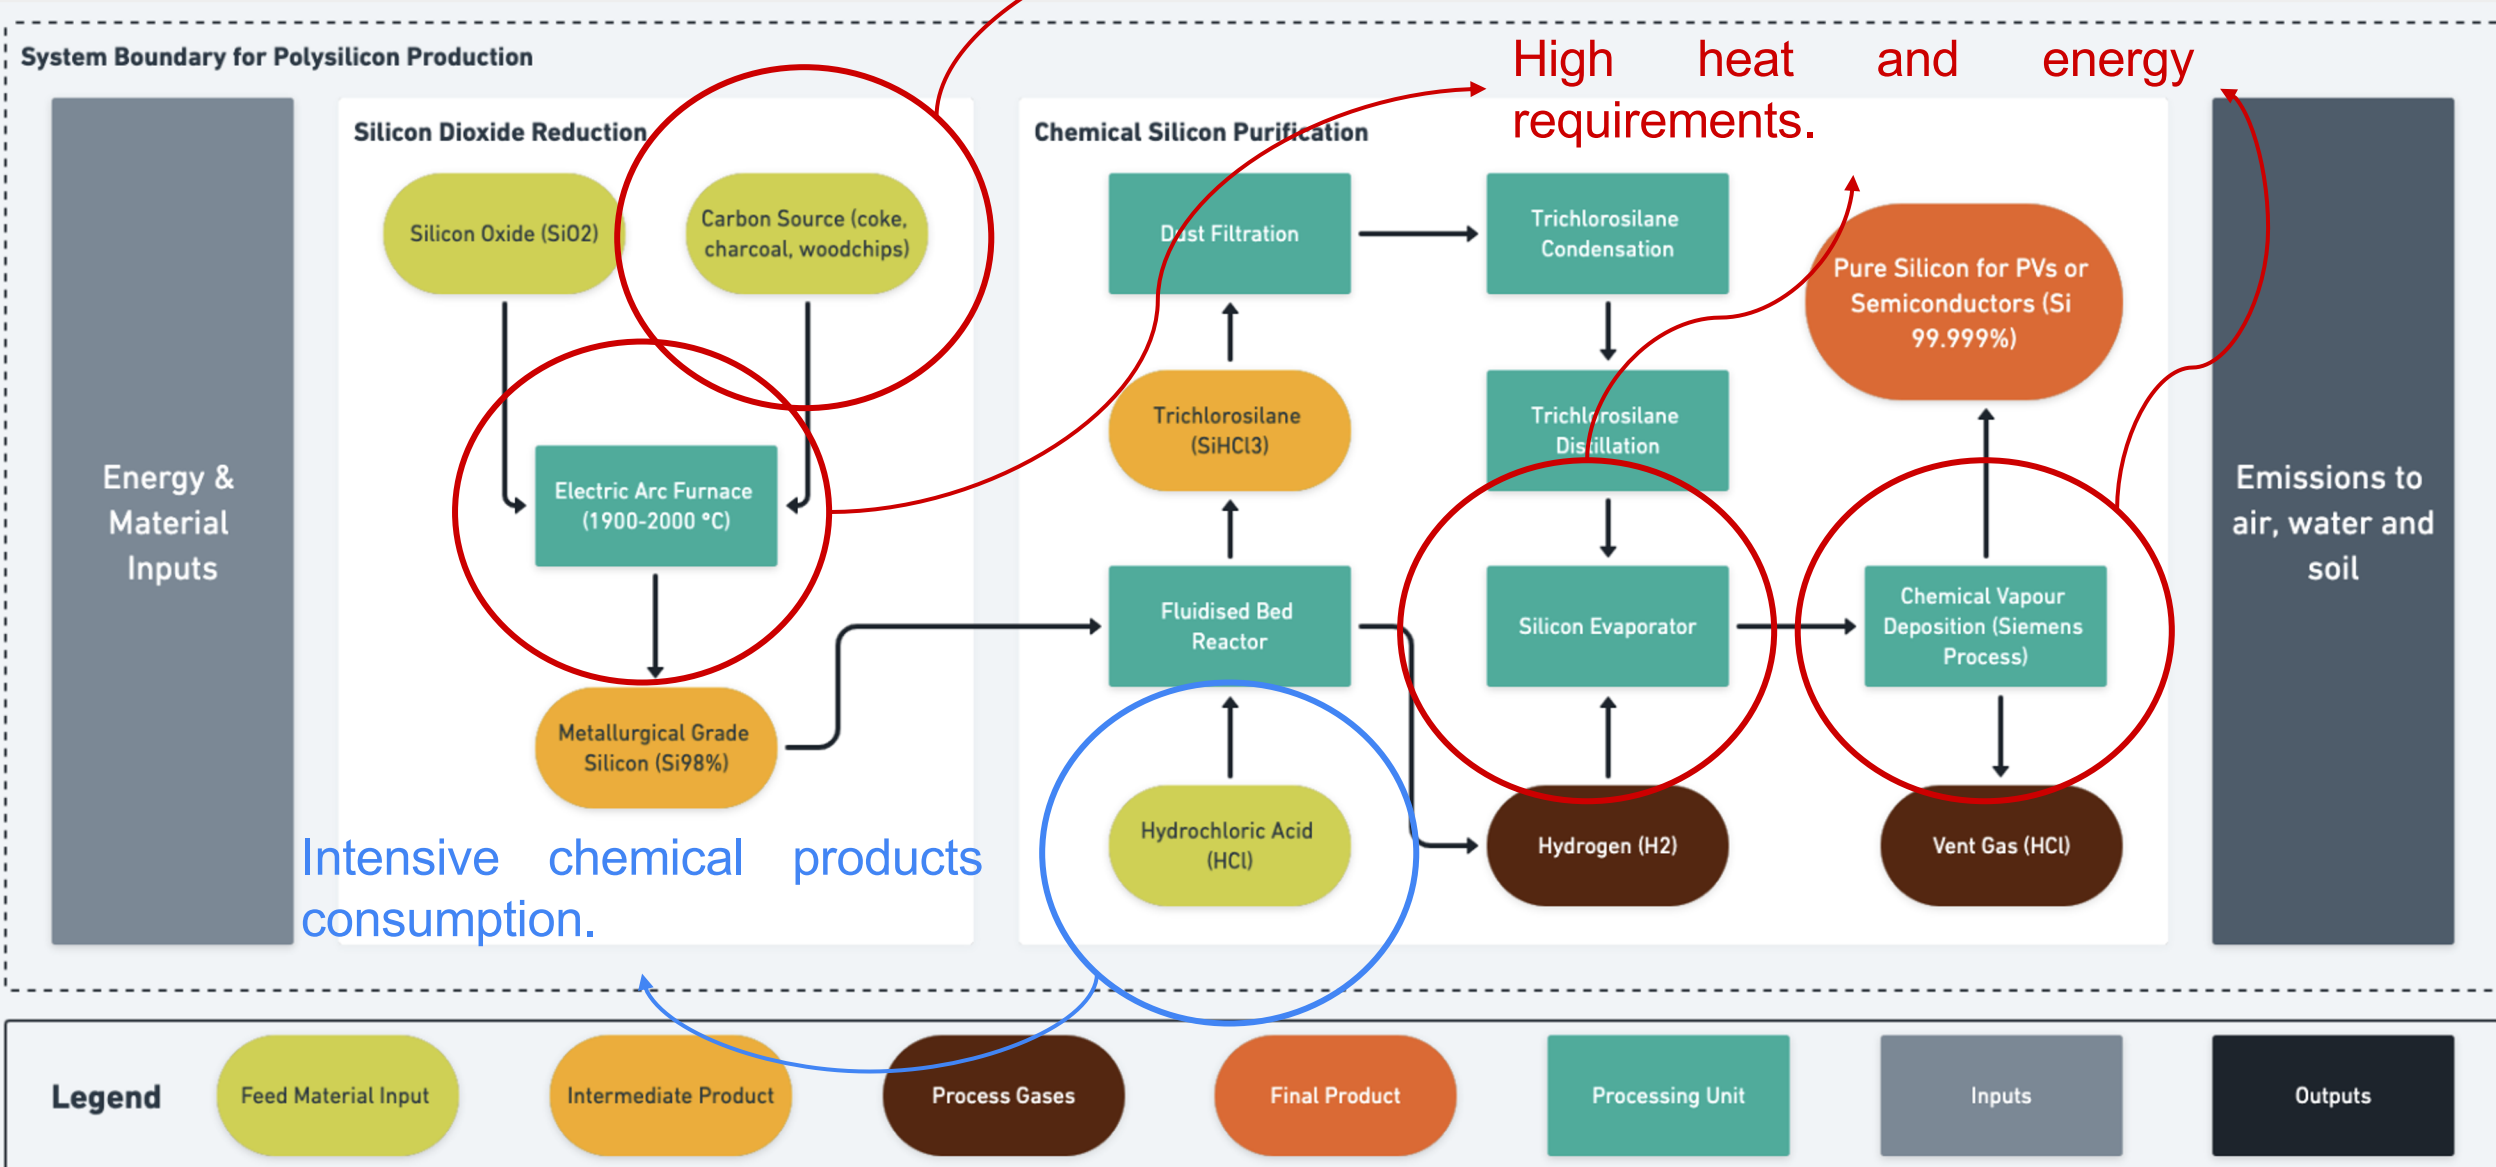 System Boundary for Polysilicon Production
High heat and energy
requirements.
Silicon Dioxide Reduction
Chemical Silicon Purification
Silicon Oxide (SiO2)
Carbon Source (coke,
charcoal, woodchips)
Dust Filtration
Trichlorosilane
Condensation
Pure Silicon for PVs or
Semiconductors (Si
99.999%)
Trichlorosilane
(SiHCl3)
Trichlorosilane
Distillation
Energy &
Material
Inputs
Electric Arc Furnace
(1900-2000 °C)
Emissions to
air, water and
soil
Fluidised Bed
Reactor
Silicon Evaporator
Chemical Vapour
Deposition (Siemens
Process)
Metallurgical Grade
Silicon (Si98%)
Intensive chemical products
consumption.
Hydrochloric Acid
(HCl)
Hydrogen (H2)
Vent Gas (HCl)
Legend
Feed Material Input
Intermediate Product
Process Gases
Final Product
Processing Unit
Inputs
Outputs